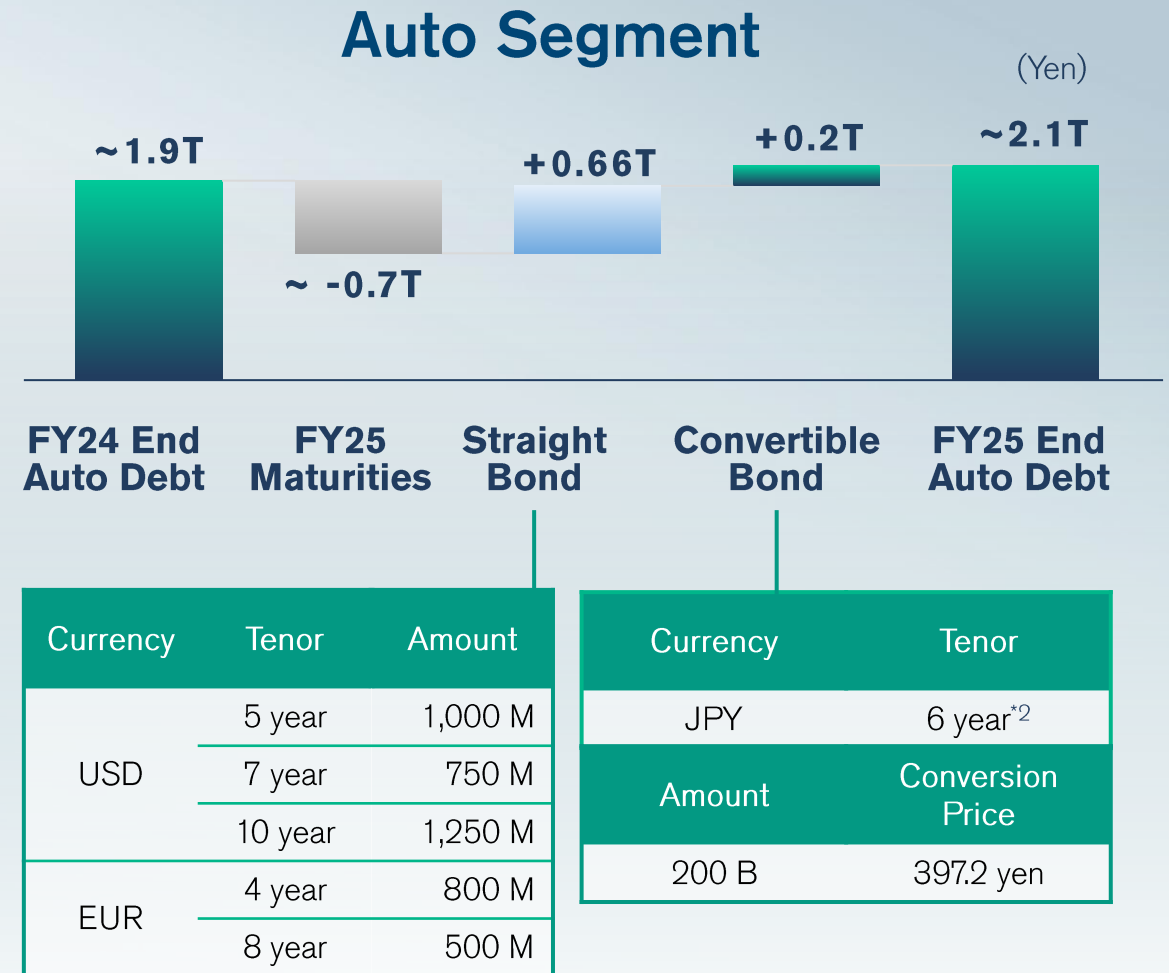 Auto Segment
(Yen)
~1.9T
~ -0.7T
+0.66T
+0.2T
~2.1T
FY24 End
Auto Debt
FY25
Maturities
Straight
Bond
Convertible
Bond
FY25 End
Auto Debt
Currency Tenor Amount
USD
5 year 1,000 M
7 year 750 M
10 year 1,250 M
EUR
4 year 800 M
8 year 500 M
Currency Tenor
JPY 6 year*2
Amount Conversion
Price
200 B 397.2 yen